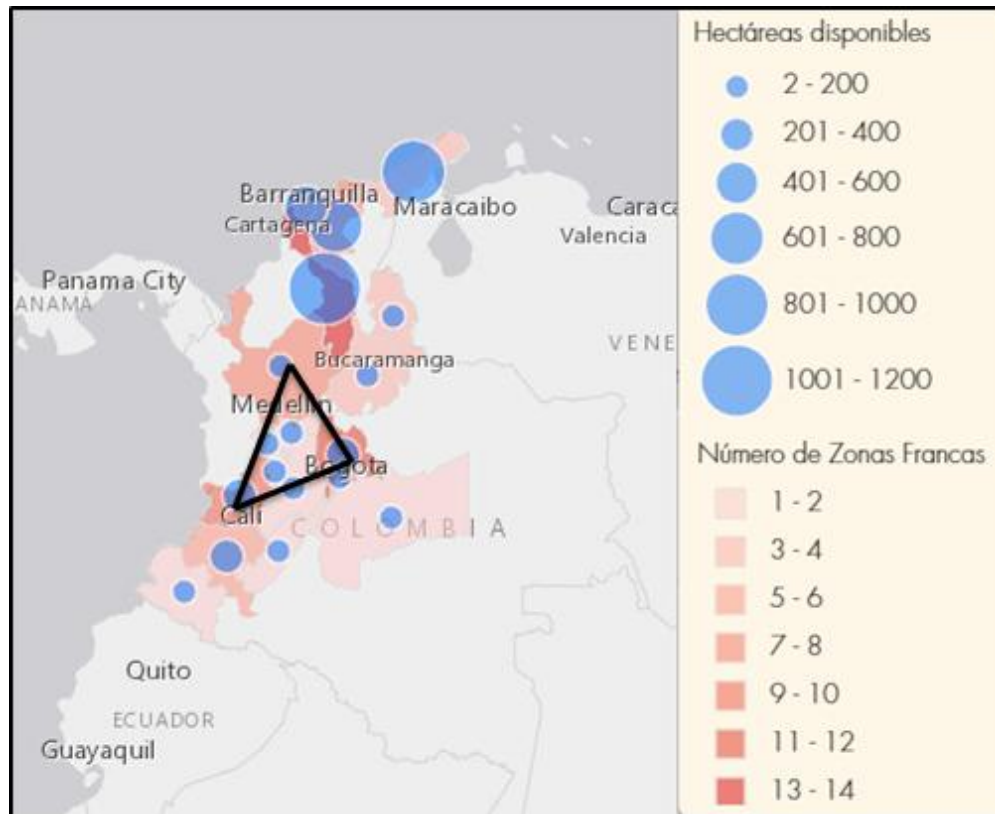 Barranquilla
Cartagena
Maracaibo
Caraca
Valencia
Panama City
ANAMÁ
VENE
Bucaramanga
Medellín
Bogota
Cali
COLOMBIA
Quito
ECUADOR
Guayaquil
Hectáreas disponibles
2 - 200
201 - 400
401 - 600
601 - 800
801 - 1000
1001 - 1200
Número de Zonas Francas
1 - 2
3 - 4
5 - 6
7 - 8
9 - 10
11 - 12
13 - 14